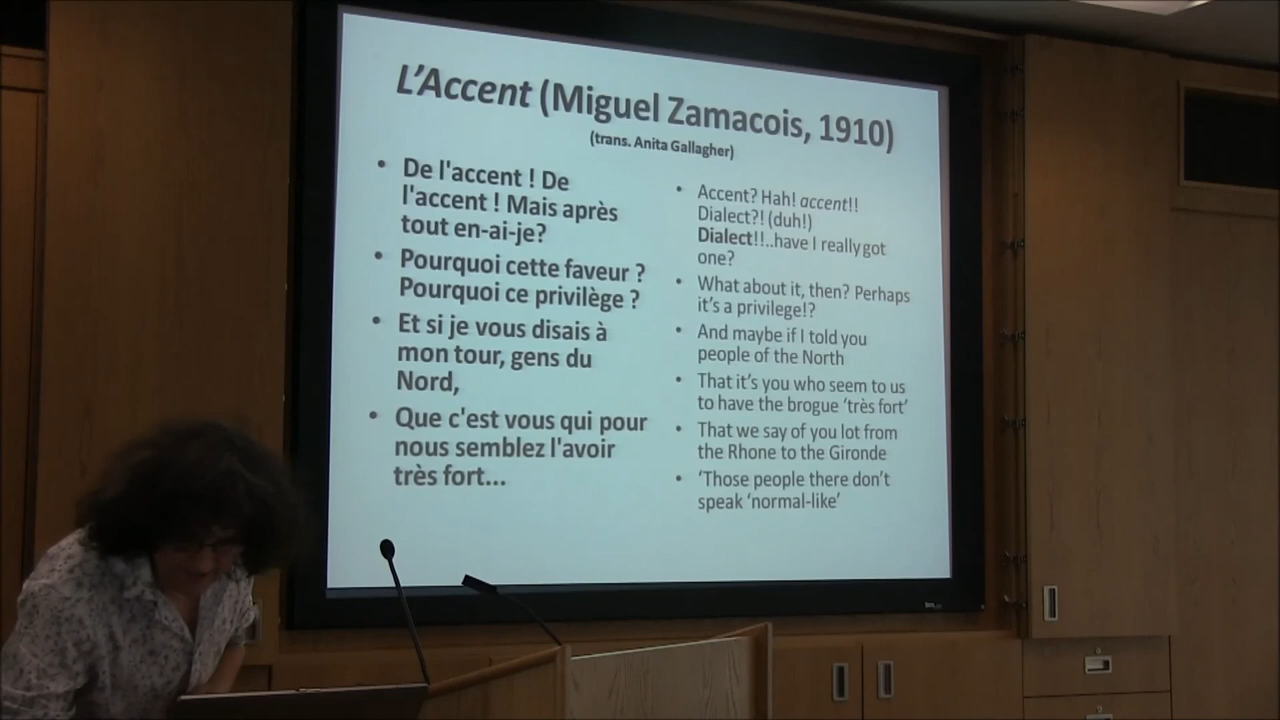 L'Accent (Miguel Zamacois, 1910)
(trans. Anita Gallagher)
• De l'accent ! De
l'accent ! Mais après
tout en-ai-je?
• Pourquoi cette faveur ?
Pourquoi ce privilège ?
• Et si je vous disais à
mon tour, gens du
Nord,
• Que c'est vous qui pour
nous semblez l'avoir
très fort...
• Accent? Hah! accent!!
Dialect?! (duh!)
Dialect!!..have I really got
one?
• What about it, then? Perhaps
it's a privilege!?
• And maybe if I told you
people of the North
• That it's you who seem to us
to have the brogue 'très fort'
• That we say of you lot from
the Rhone to the Gironde
• 'Those people there don't
speak 'normal-like'